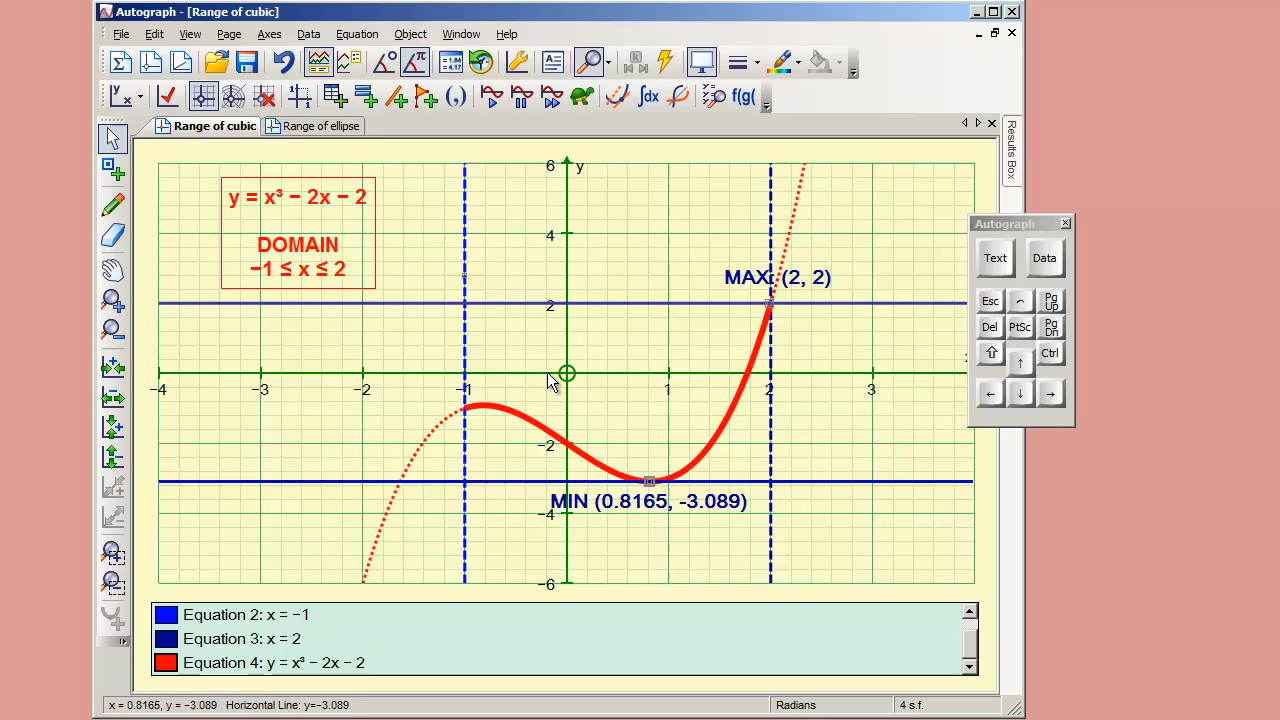 Autograph - [Range of cubic]
File Edit View Page Axes Data Equation Object Window Help
Range of cubic Range of ellipse
Results Box
y = x³ − 2x − 2
DOMAIN
−1 ≤ x ≤ 2
6
y
4
2
−2
−4
−6
−4 −3 −2 −1 1 2 3
MAX: (2, 2)
MIN (0.8165, -3.089)
Autograph
Text Data
Esc Pg Up
Del PtSc Pg Dn
Ctrl
Equation 2: x = −1
Equation 3: x = 2
Equation 4: y = x³ − 2x − 2
x = 0.8165, y = −3.089 Horizontal Line: y=−3.089 Radians 4 s.f.